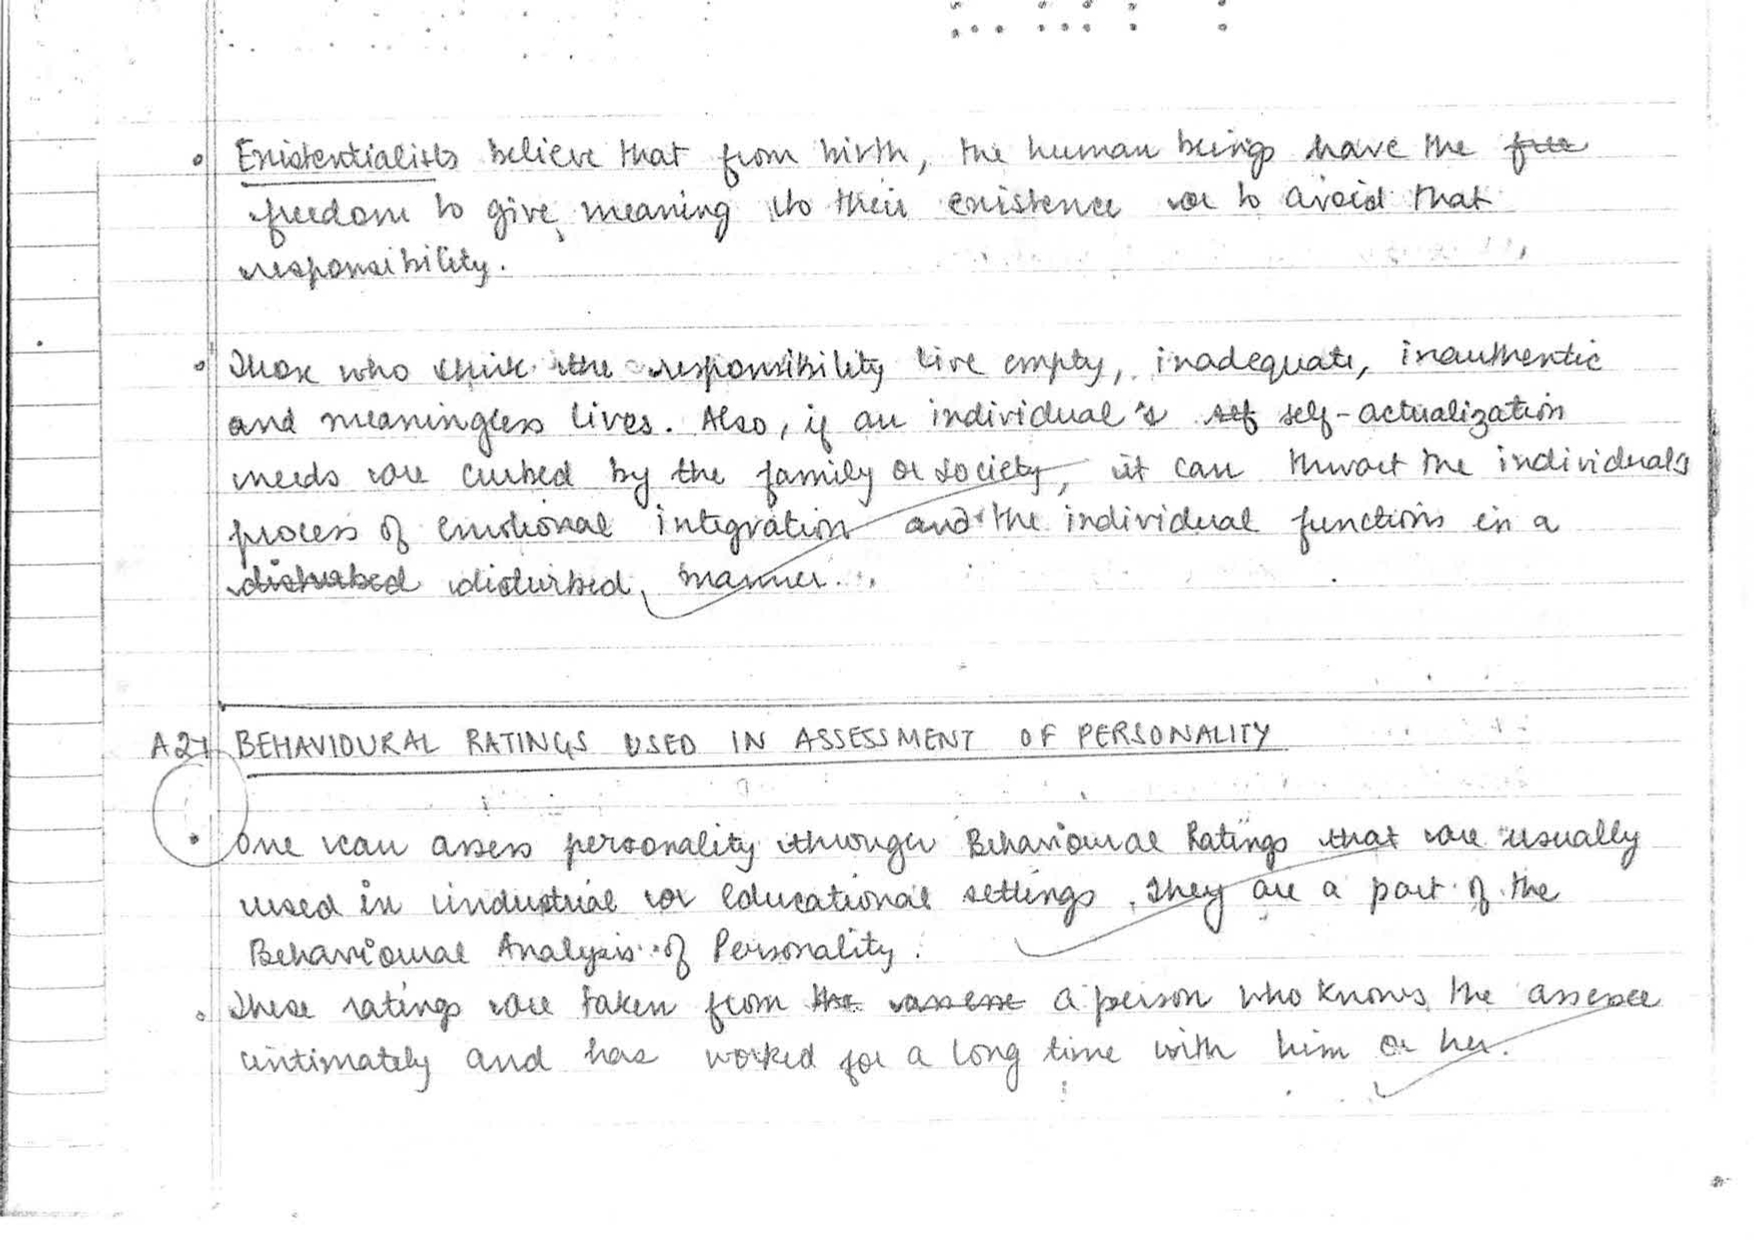 Existentialists believe that from birth, the human beings have the free
freedom to give meaning to their existence or to avoid that
responsibility.
Those who shirk the responsibility live empty, inadequate, inauthentic
and meaningless lives. Also, if an individual's self self-actualization
needs are curbed by the family or society, it can thwart the individual's
process of emotional integration and the individual functions in a
disturbed disturbed manner.
A27 BEHAVIOURAL RATINGS USED IN ASSESSMENT OF PERSONALITY
One can assess personality through Behavioural Ratings that are usually
used in industrial or Educational settings. They are a part of the
Behavioural Analysis of Personality.
These ratings are taken from the a person who knows the assessee
intimately and has worked for a long time with him or her.